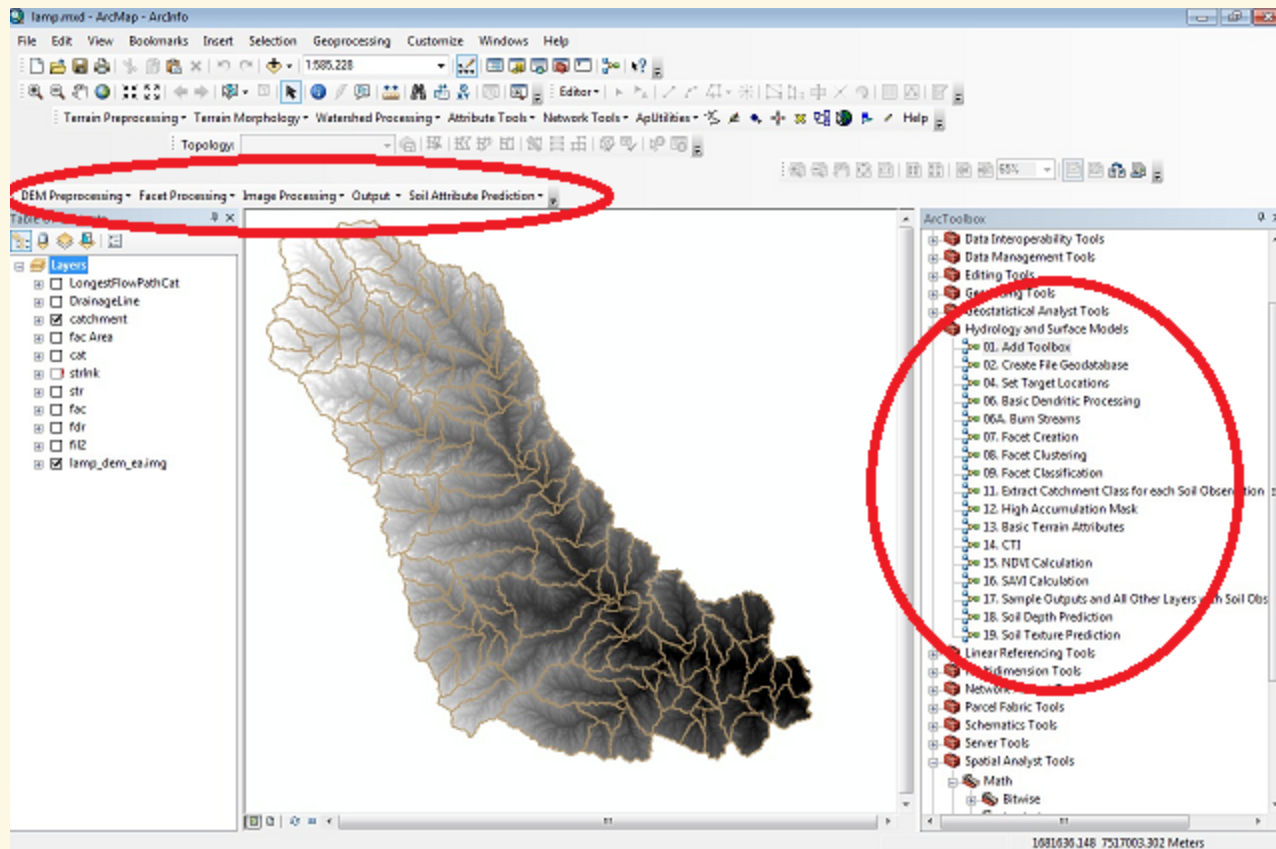 lamp.mxd - ArcMap - ArcInfo
File Edit View Bookmarks Insert Selection Geoprocessing Customize Windows Help
1:585,228
Editor
Terrain Preprocessing Terrain Morphology Watershed Processing Attribute Tools Network Tools ApUtilities Help
Topology:
65%
DEM Preprocessing Facet Processing Image Processing Output Soil Attribute Prediction
Table Of
Layers
LongestFlowPathCat
DrainageLine
catchment
fac Area
cat
strlnk
str
fac
fdr
fil2
lamp_dem_ea.img
ArcToolbox
Data Interoperability Tools
Data Management Tools
Editing Tools
Tools
Geostatistical Analyst Tools
Hydrology and Surface Models
01. Add Toolbox
02. Create File Geodatabase
04. Set Target Locations
06. Basic Dendritic Processing
06A. Burn Streams
07. Facet Creation
08. Facet Clustering
09. Facet Classification
11. Extract Catchment Class for each Soil Observation
12. High Accumulation Mask
13. Basic Terrain Attributes
14. CTI
15. NDVI Calculation
16. SAVI Calculation
17. Sample Outputs and All Other Layers with Soil Obs
18. Soil Depth Prediction
19. Soil Texture Prediction
Linear Referencing Tools
Multidimension Tools
Network
Parcel Fabric Tools
Schematics Tools
Server Tools
Spatial Analyst Tools
Math
Bitwise
1681636.148 7517003.302 Meters